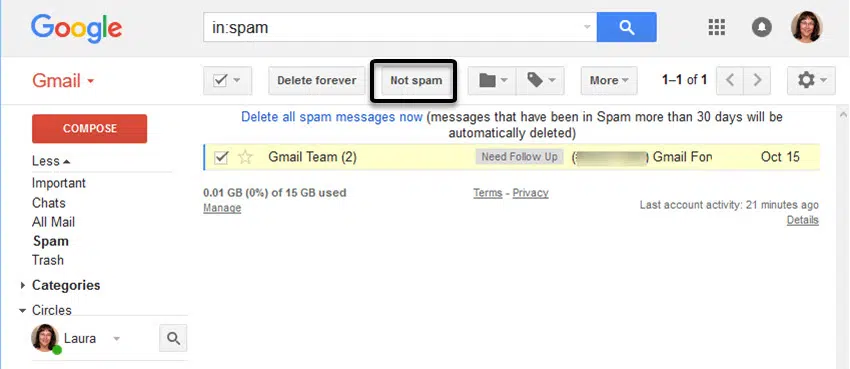 Google
in:spam
Gmail
Delete forever
Not spam
More
1–1 of 1
COMPOSE
Delete all spam messages now (messages that have been in Spam more than 30 days will be
automatically deleted)
Less
Gmail Team (2)
Need Follow Up
( ) Gmail For
Oct 15
Important
Chats
All Mail
Spam
Trash
Categories
Circles
Laura
0.01 GB (0%) of 15 GB used
Manage
Terms - Privacy
Last account activity: 21 minutes ago
Details